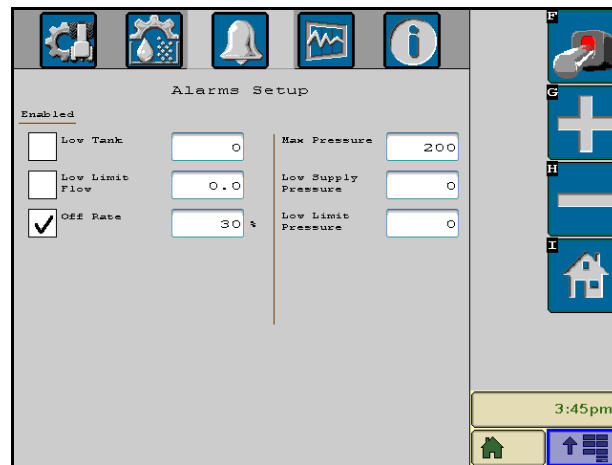 F
Alarms Setup
G
Enabled
Low Tank 0
Max Pressure 200
Low Limit
Flow 0.0
Low Supply
Pressure 0
H
Off Rate 30 %
Low Limit
Pressure 0
I
3:45pm